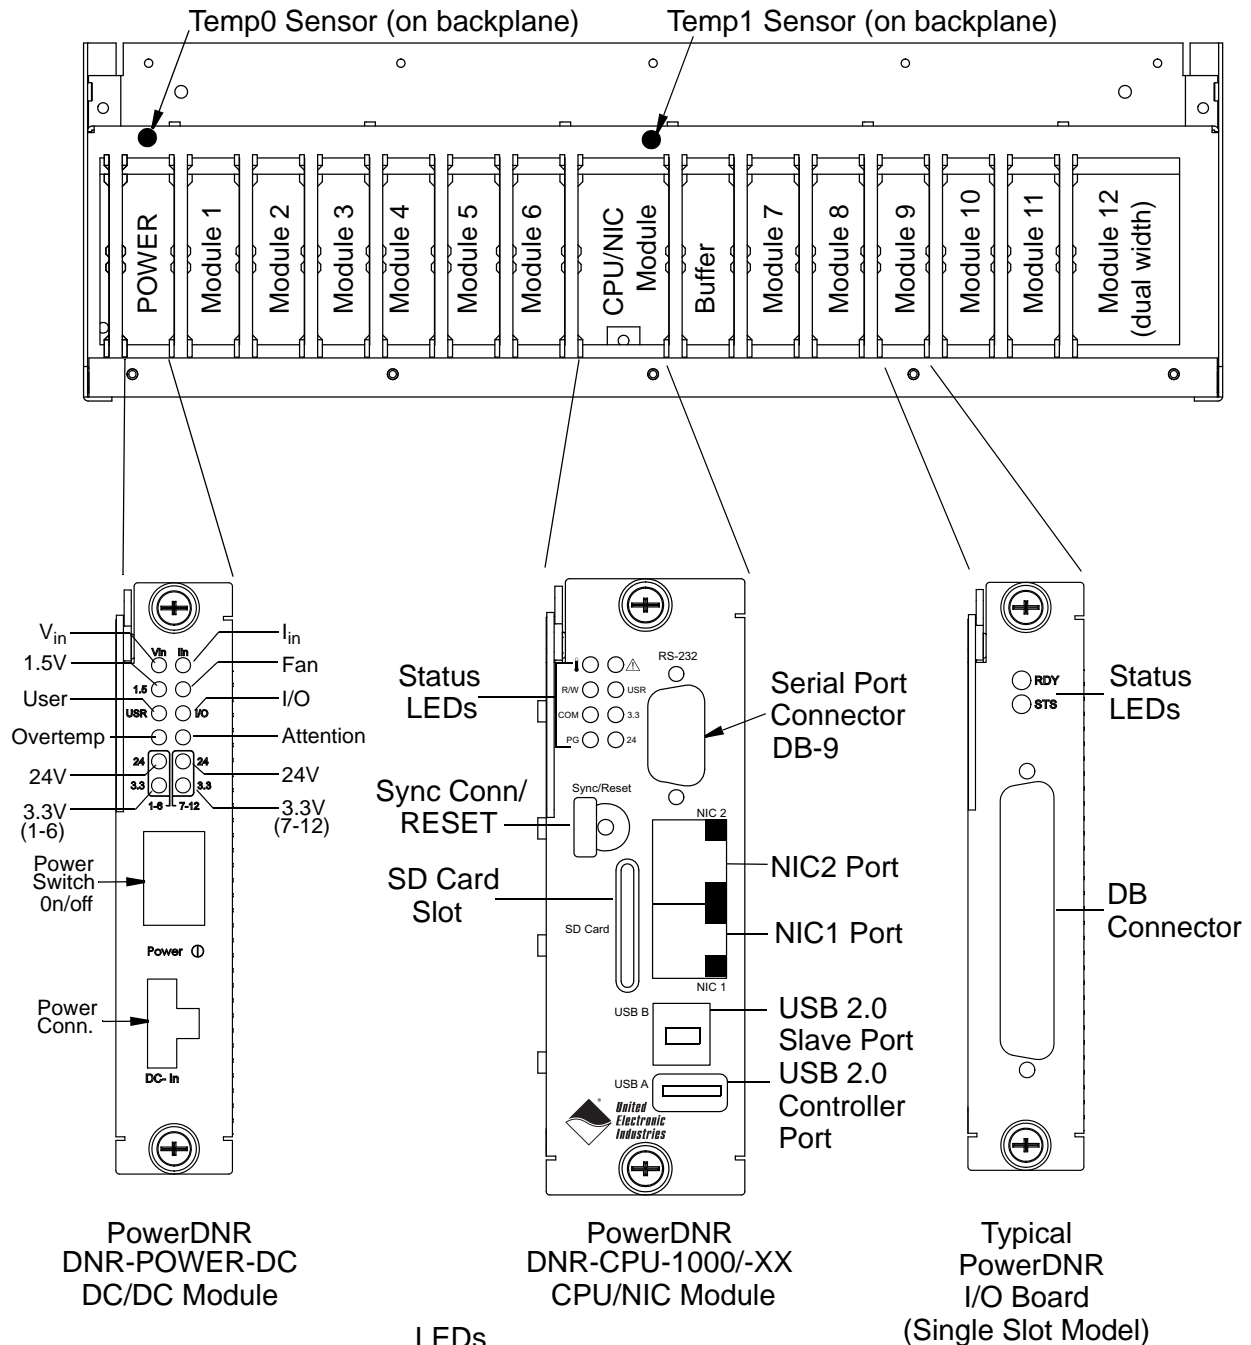 Temp0 Sensor (on backplane)
Temp1 Sensor (on backplane)
POWER
Module 1
Module 2
Module 3
Module 4
Module 5
Module 6
CPU/NIC
Module
Buffer
Module 7
Module 8
Module 9
Module 10
Module 11
Module 12
(dual width)
Vin
1.5V
User
Overtemp
24V
3.3V
(1-6)
Power
Switch
0n/off
Power
Conn.
Iin
Fan
I/O
Attention
24V
3.3V
(7-12)
Vin
Iin
1.5
USR
I/O
24
24
3.3
3.3
1-6
7-12
Power
DC- In
PowerDNR
DNR-POWER-DC
DC/DC Module
Status
LEDs
Sync Conn/
RESET
SD Card
Slot
R/W
USR
COM
3.3
PG
24
RS-232
Sync/Reset
NIC 2
SD Card
NIC 1
USB B
USB A
®
United
Electronic
Industries
Serial Port
Connector
DB-9
NIC2 Port
NIC1 Port
USB 2.0
Slave Port
USB 2.0
Controller
Port
PowerDNR
DNR-CPU-1000/-XX
CPU/NIC Module
RDY
STS
Status
LEDs
DB
Connector
Typical
PowerDNR
I/O Board
(Single Slot Model)
LEDs